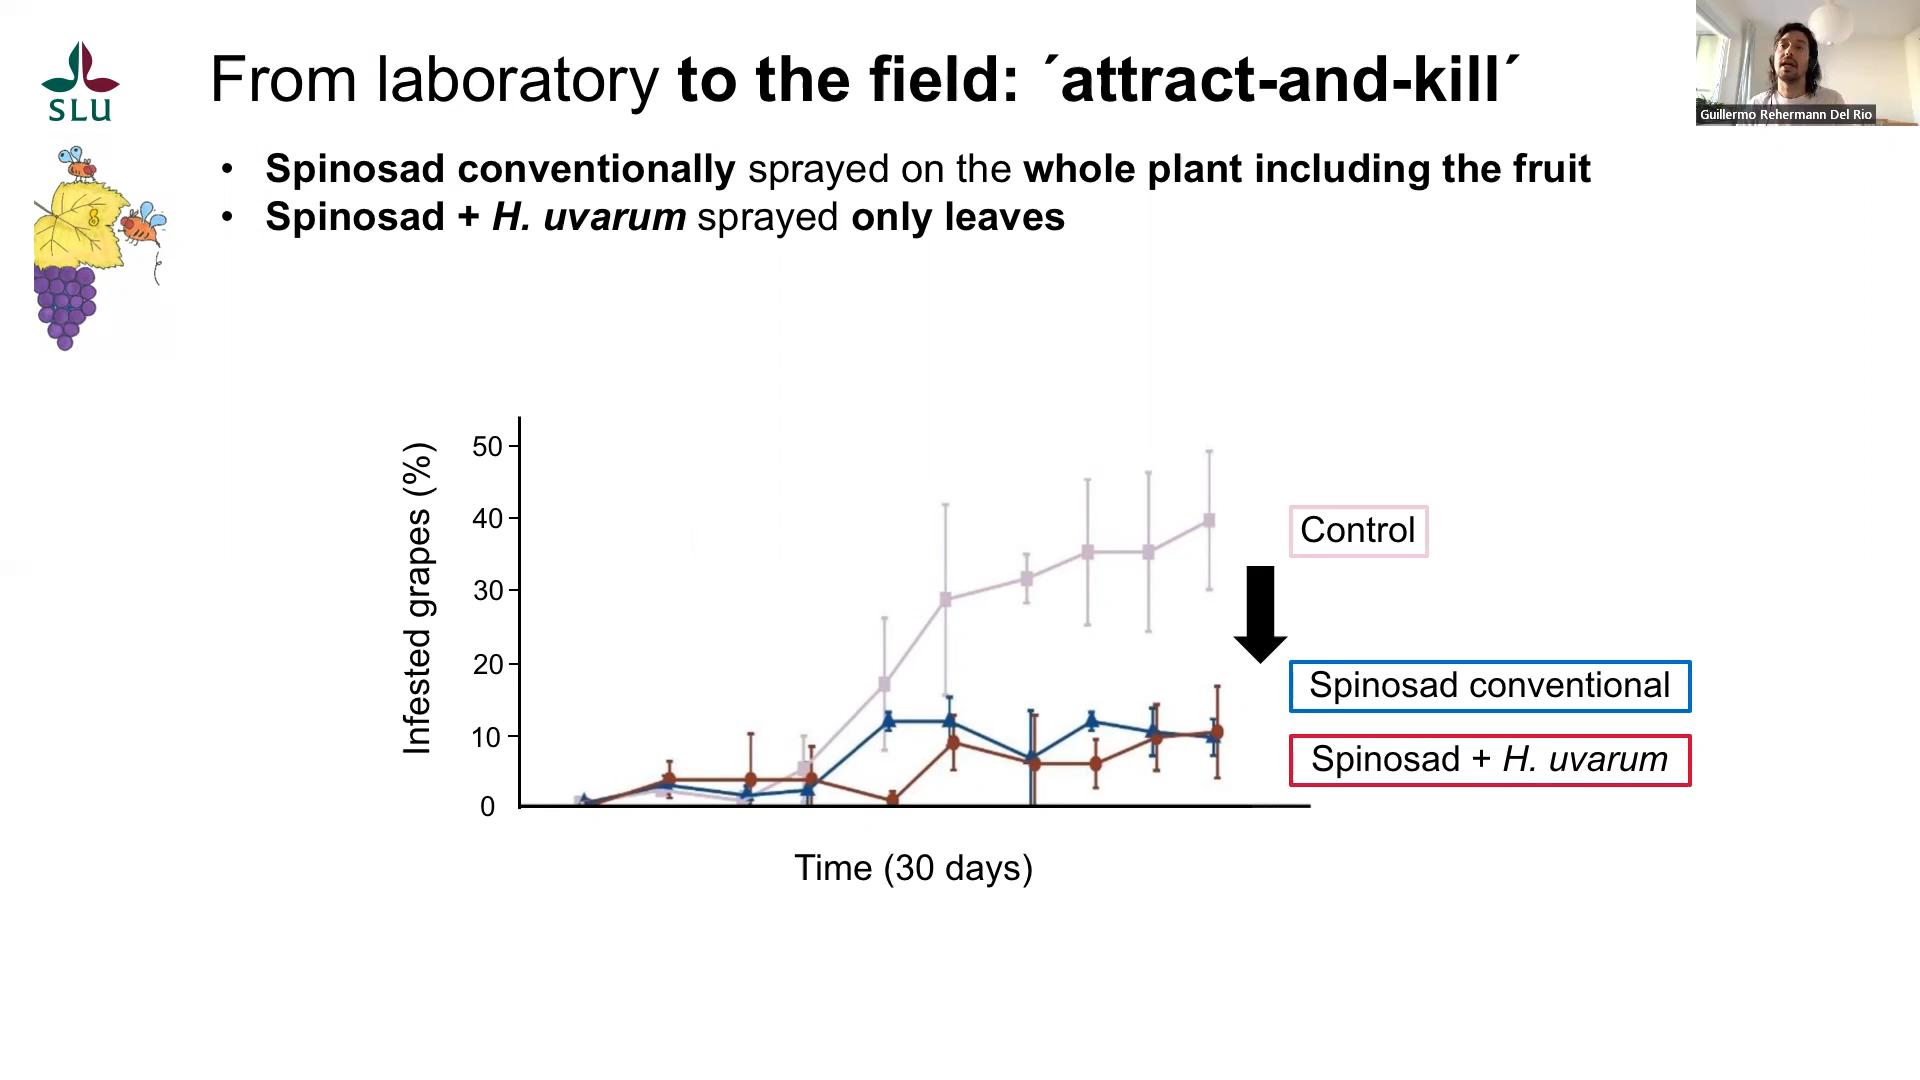 SLU
From laboratory to the field: ´attract-and-kill´
Guillermo Rehermann Del Rio
• Spinosad conventionally sprayed on the whole plant including the fruit
• Spinosad + H. uvarum sprayed only leaves
Infested grapes (%)
50
40
30
20
10
0
Time (30 days)
Control
Spinosad conventional
Spinosad + H. uvarum